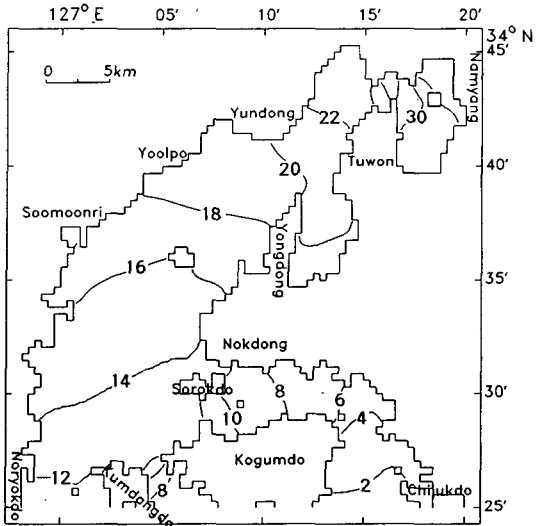 127° E 05' 10' 15' 20' 34° N
45'
0 5km
Namyang
30
Yundong 22
Yoolpo
Tuwon
40'
20
Soomoonri 18
Yongdong
16
35'
Nokdong
14
Sorokdo 8 6 30'
10 4
Noryokdo
Kogumdo
12 8 2
Chijukdo
25'